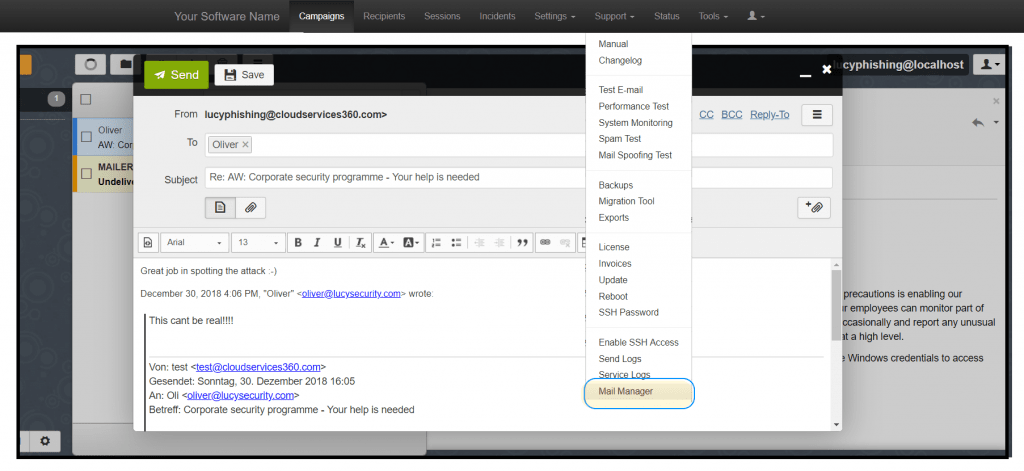 Your Software Name Campaigns Recipients Sessions Incidents Settings Support Status Tools
Manual
Changelog
Test E-mail
Performance Test
System Monitoring
Spam Test
Mail Spoofing Test
Backups
Migration Tool
Exports
License
Invoices
Update
Reboot
SSH Password
Enable SSH Access
Send Logs
Service Logs
Mail Manager
lucyphishing@localhost
Send Save
1
Oliver
AW: Cor
MAILER
Undelive
From lucyphishing@cloudservices360.com> CC BCC Reply-To
To Oliver
Subject Re: AW: Corporate security programme - Your help is needed
Arial 13 B I U Tx A A
Great job in spotting the attack :-)
December 30, 2018 4:06 PM, "Oliver" <oliver@lucysecurity.com> wrote:
This cant be real!!!!
Von: test <test@cloudservices360.com>
Gesendet: Sonntag, 30. Dezember 2018 16:05
An: Oli <oliver@lucysecurity.com>
Betreff: Corporate security programme - Your help is needed
precautions is enabling our
ur employees can monitor part of
ccasionally and report any unusual
at a high level.
e Windows credentials to access